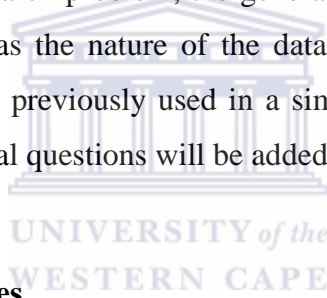 as the nature of the data
previously used in a sim
al questions will be added
UNIVERSITY of the
WESTERN CAPE
es